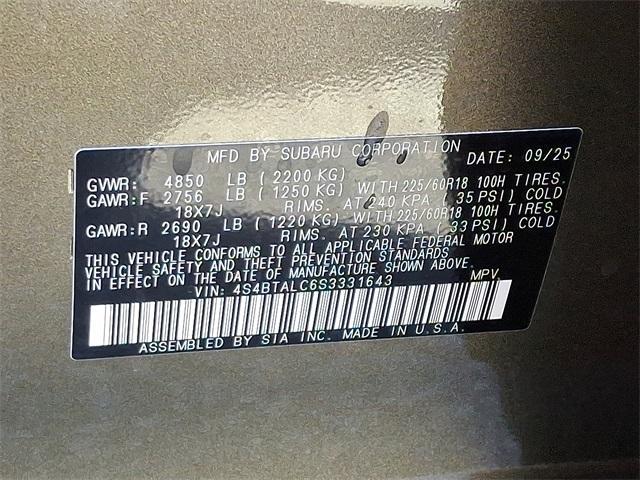 MFD BY SUBARU CORPORATION DATE: 09/25
GVWR: 4850 LB ( 2200 KG)
GAWR:F 2756 LB ( 1250 KG) WITH 225/60R18 100H TIRES.
18X7J RIMS. AT 240 KPA ( 35 PSI) COLD
GAWR:R 2690 LB ( 1220 KG) WITH 225/60R18 100H TIRES.
18X7J RIMS. AT 230 KPA ( 33 PSI) COLD
THIS VEHICLE CONFORMS TO ALL APPLICABLE FEDERAL MOTOR
VEHICLE SAFETY AND THEFT PREVENTION STANDARDS
IN EFFECT ON DATE OF MANUFACTURE SHOWN ABOVE.
VIN: 4S4BTALC6S3331643 MPV
ASSEMBLED BY SIA INC. MADE IN U.S.A.